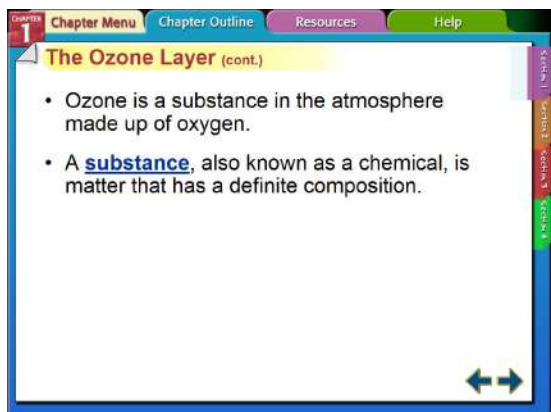 CHAPTER
1
Chapter Menu
Chapter Outline
Resources
Help
The Ozone Layer (cont.)
• Ozone is a substance in the atmosphere
made up of oxygen.
• A substance, also known as a chemical, is
matter that has a definite composition.
Section 1
Section 2
Section 3
Section 4